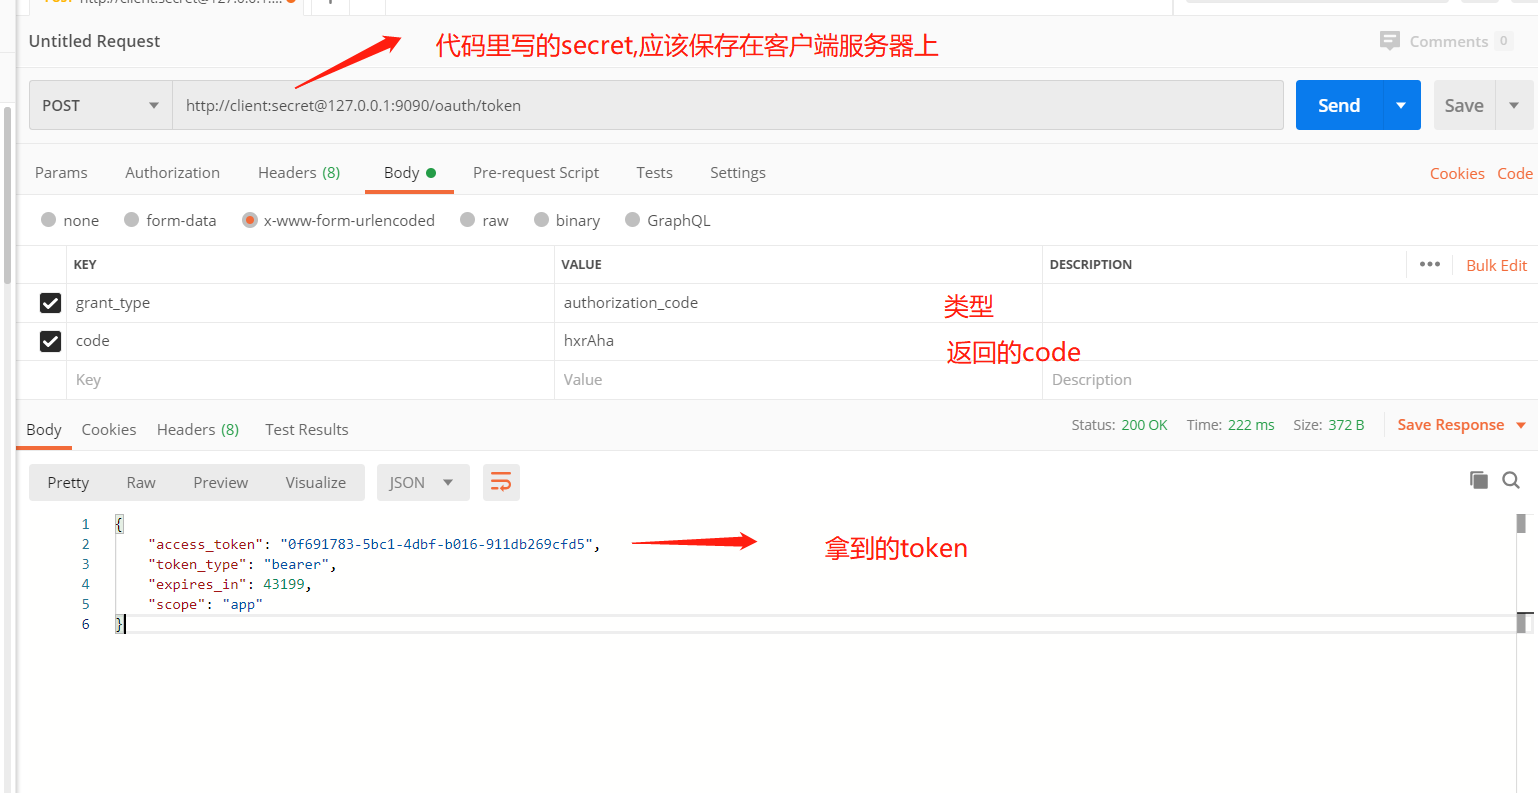 Untitled Request
代码里写的secret,应该保存在客户端服务器上
Comments 0
POST
http://client:secret@127.0.0.1:9090/oauth/token
Send
Save
Params Authorization Headers (8) Body Pre-request Script Tests Settings
Cookies Code
none form-data x-www-form-urlencoded raw binary GraphQL
KEY VALUE DESCRIPTION
Bulk Edit
grant_type authorization_code 类型
code hxrAha 返回的code
Key Value Description
Body Cookies Headers (8) Test Results
Status: 200 OK Time: 222 ms Size: 372 B Save Response
Pretty Raw Preview Visualize JSON
1 {
2 "access_token": "0f691783-5bc1-4dbf-b016-911db269cfd5", 拿到的token
3 "token_type": "bearer",
4 "expires_in": 43199,
5 "scope": "app"
6 }